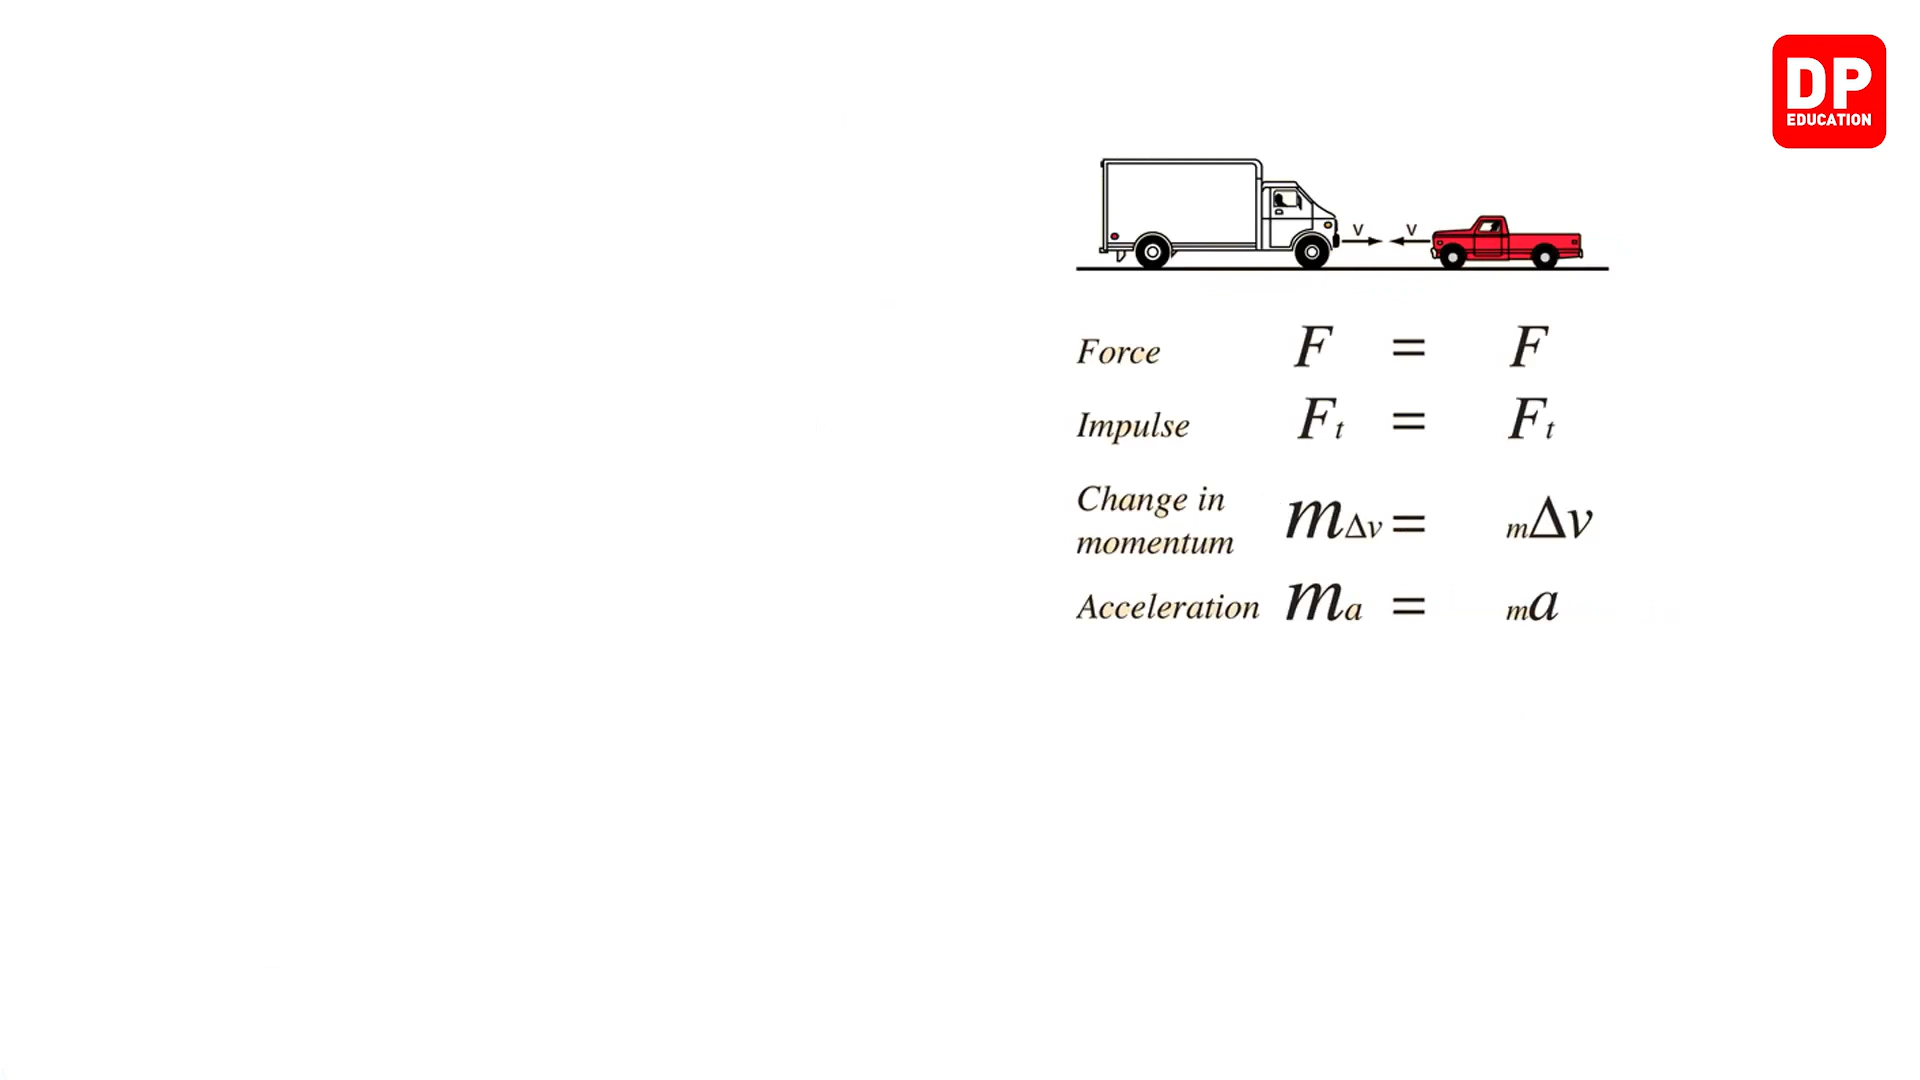 DP
EDUCATION
v v
Force F = F
Impulse Ft = Ft
Change in
momentum mΔv = mΔv
Acceleration ma = ma